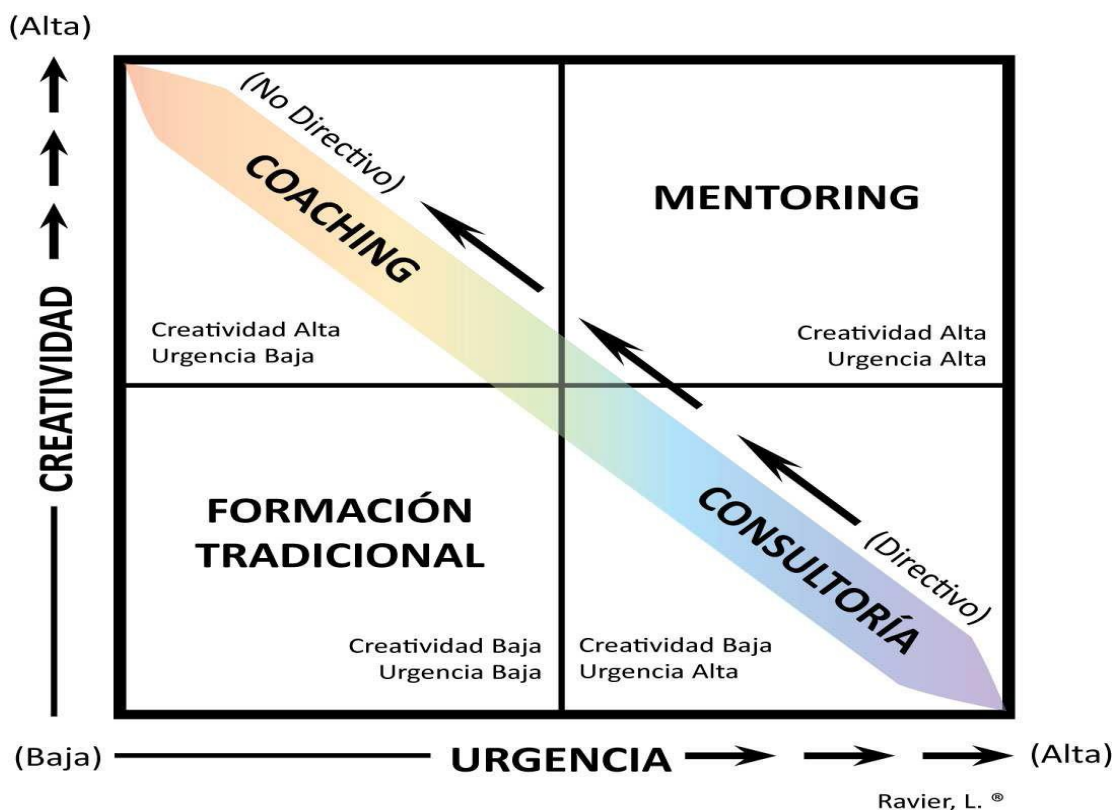 (Alta)
(No Directivo)
COACHING
MENTORING
Creatividad Alta
Urgencia Baja
Creatividad Alta
Urgencia Alta
CREATIVIDAD
FORMACIÓN
TRADICIONAL
CONSULTORÍA
(Directivo)
Creatividad Baja
Urgencia Baja
Creatividad Baja
Urgencia Alta
(Baja)
URGENCIA
(Alta)
Ravier, L. ®